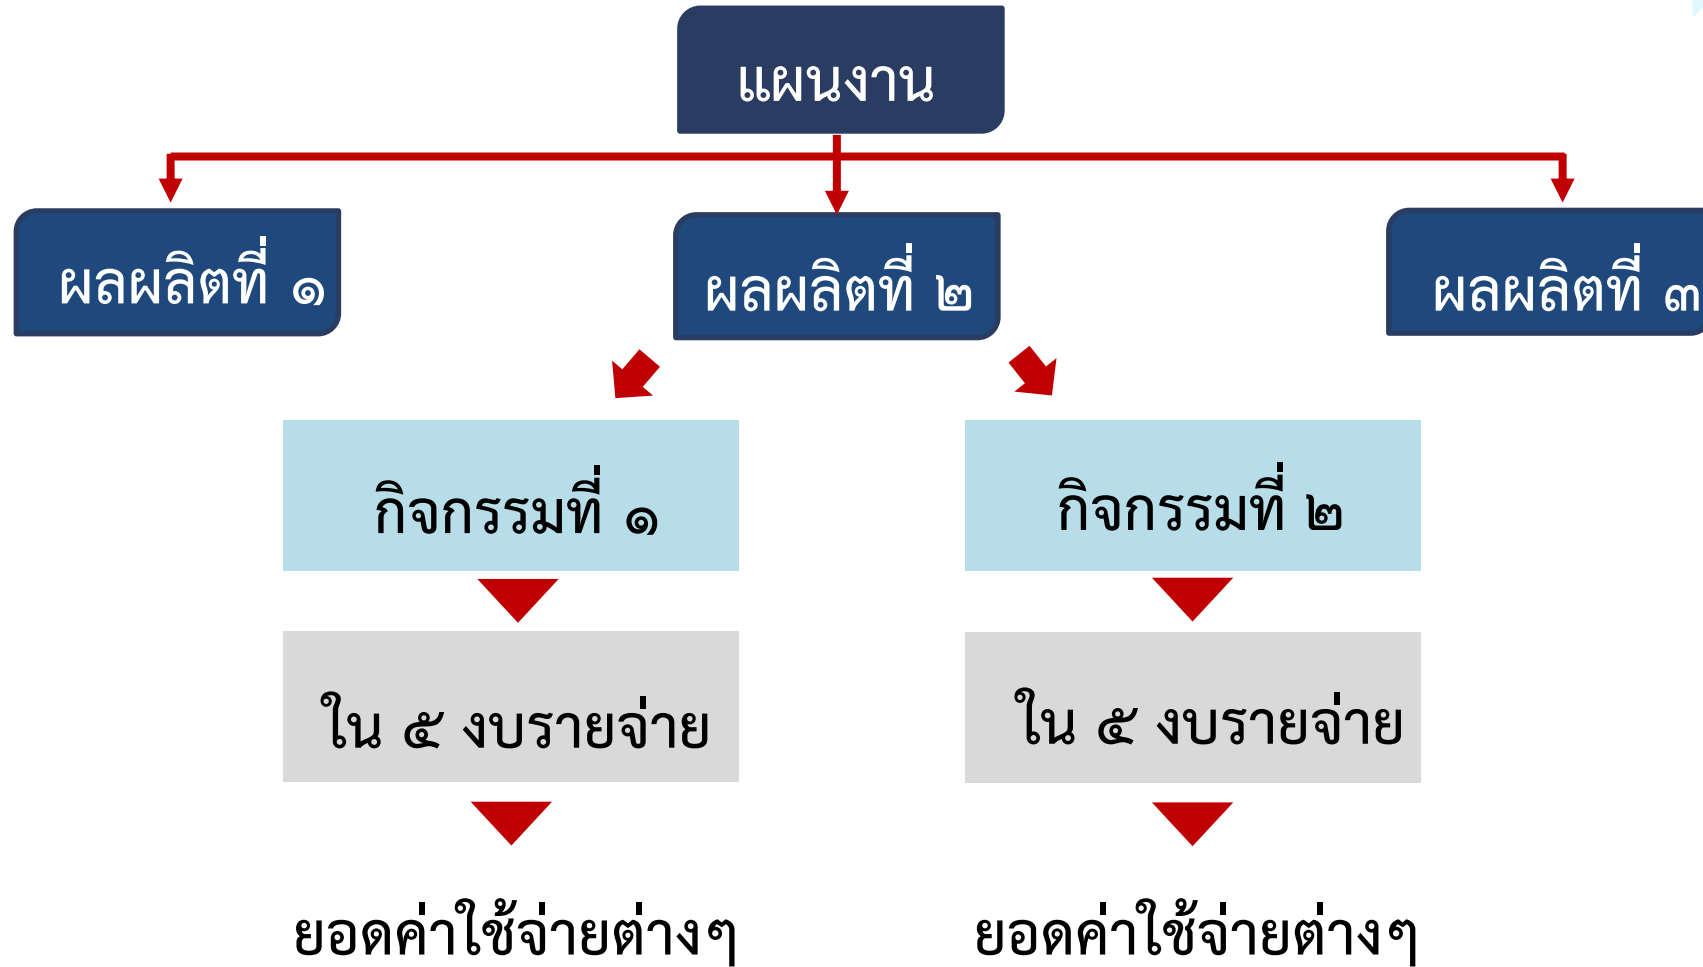 แผนงาน
ผลผลิตที่ ๑
ผลผลิตที่ ๒
ผลผลิตที่ ๓
กิจกรรมที่ ๑
กิจกรรมที่ ๒
ใน ๕ งบรายจ่าย
ใน ๕ งบรายจ่าย
ยอดค่าใช้จ่ายต่างๆ
ยอดค่าใช้จ่ายต่างๆ